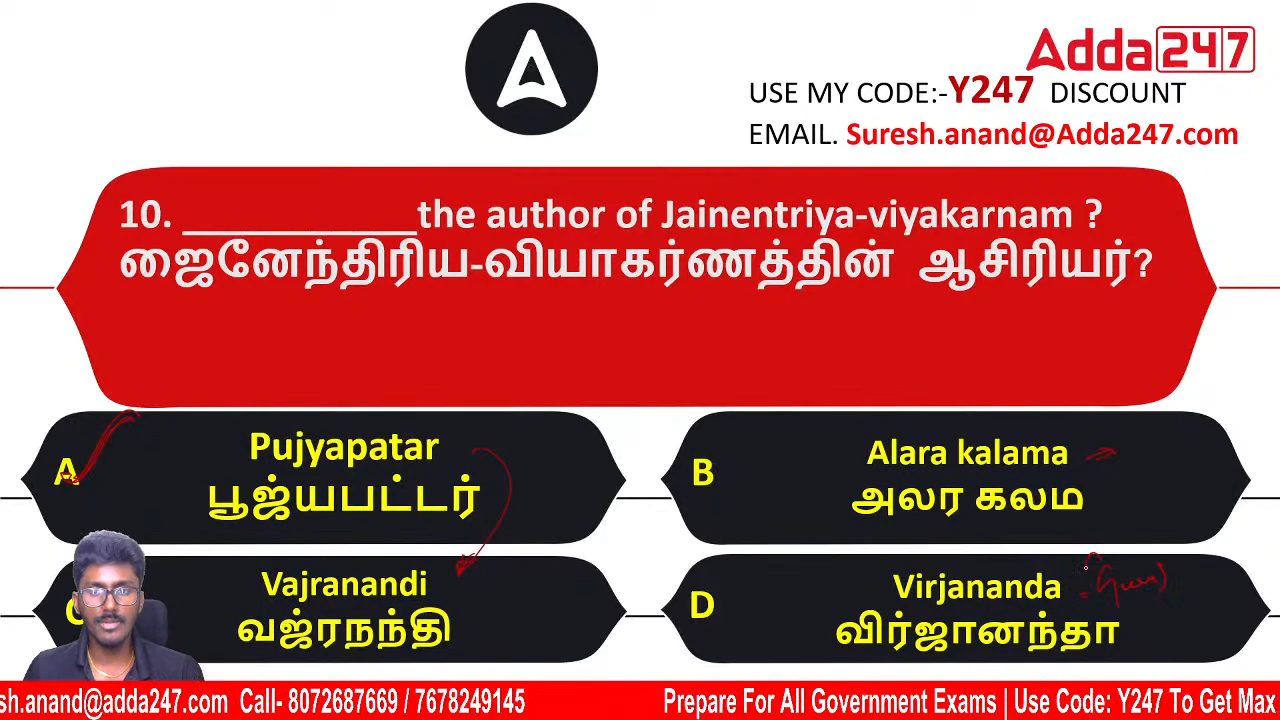 Adda247
USE MY CODE:-Y247 DISCOUNT
EMAIL. Suresh.anand@Adda247.com
10. ___________the author of Jainentriya-viyakarnam ?
ஜைனேந்திரிய-வியாகர்ணத்தின் ஆசிரியர்?
A
Pujyapatar
பூஜ்யபட்டர்
B
Alara kalama
அலர கலம
C
Vajranandi
வஜ்ரநந்தி
D
Virjananda
விர்ஜானந்தா
sh.anand@adda247.com Call- 8072687669 / 7678249145 Prepare For All Government Exams | Use Code: Y247 To Get Max